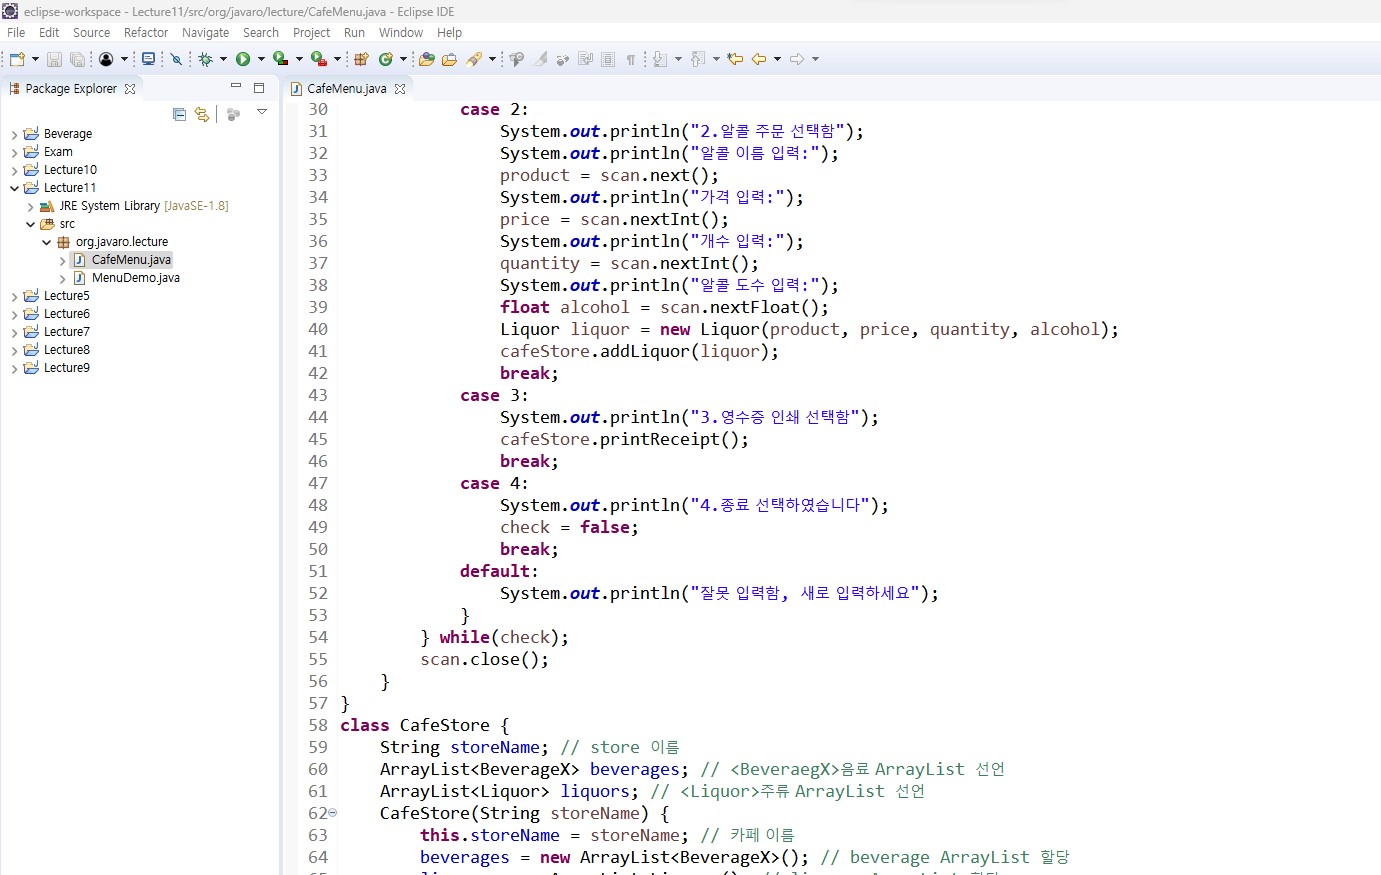 eclipse-workspace - Lecture11/src/org/javaro/lecture/CafeMenu.java - Eclipse IDE
File Edit Source Refactor Navigate Search Project Run Window Help
Package Explorer
CafeMenu.java
Beverage
Exam
Lecture10
Lecture11
JRE System Library [JavaSE-1.8]
src
org.javaro.lecture
CafeMenu.java
MenuDemo.java
Lecture5
Lecture6
Lecture7
Lecture8
Lecture9
30 case 2:
31 System.out.println("2.알콜 주문 선택함");
32 System.out.println("알콜 이름 입력:");
33 product = scan.next();
34 System.out.println("가격 입력:");
35 price = scan.nextInt();
36 System.out.println("개수 입력:");
37 quantity = scan.nextInt();
38 System.out.println("알콜 도수 입력:");
39 float alcohol = scan.nextFloat();
40 Liquor liquor = new Liquor(product, price, quantity, alcohol);
41 cafeStore.addLiquor(liquor);
42 break;
43 case 3:
44 System.out.println("3.영수증 인쇄 선택함");
45 cafeStore.printReceipt();
46 break;
47 case 4:
48 System.out.println("4.종료 선택하였습니다");
49 check = false;
50 break;
51 default:
52 System.out.println("잘못 입력함, 새로 입력하세요");
53 }
54 } while(check);
55 scan.close();
56 }
57 }
58 class CafeStore {
59 String storeName; // store 이름
60 ArrayList<BeverageX> beverages; // <BeveraegX>음료 ArrayList 선언
61 ArrayList<Liquor> liquors; // <Liquor>주류 ArrayList 선언
62 CafeStore(String storeName) {
63 this.storeName = storeName; // 카페 이름
64 beverages = new ArrayList<BeverageX>(); // beverage ArrayList 할당